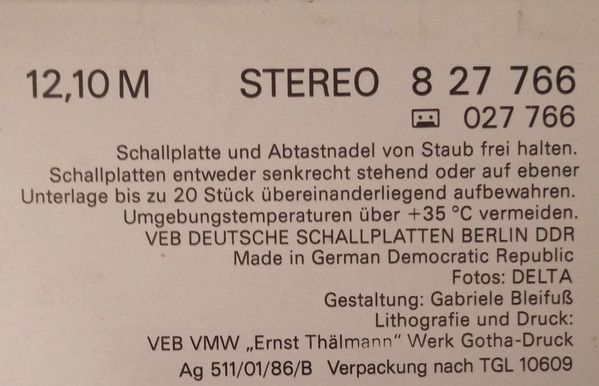 12,10 M STEREO 8 27 766
027 766
Schallplatte und Abtastnadel von Staub frei halten.
Schallplatten entweder senkrecht stehend oder auf ebener
Unterlage bis zu 20 Stück übereinanderliegend aufbewahren.
Umgebungstemperaturen über +35 °C vermeiden.
VEB DEUTSCHE SCHALLPLATTEN BERLIN DDR
Made in German Democratic Republic
Fotos: DELTA
Gestaltung: Gabriele Bleifuß
Lithografie und Druck:
VEB VMW „Ernst Thälmann" Werk Gotha-Druck
Ag 511/01/86/B Verpackung nach TGL 10609